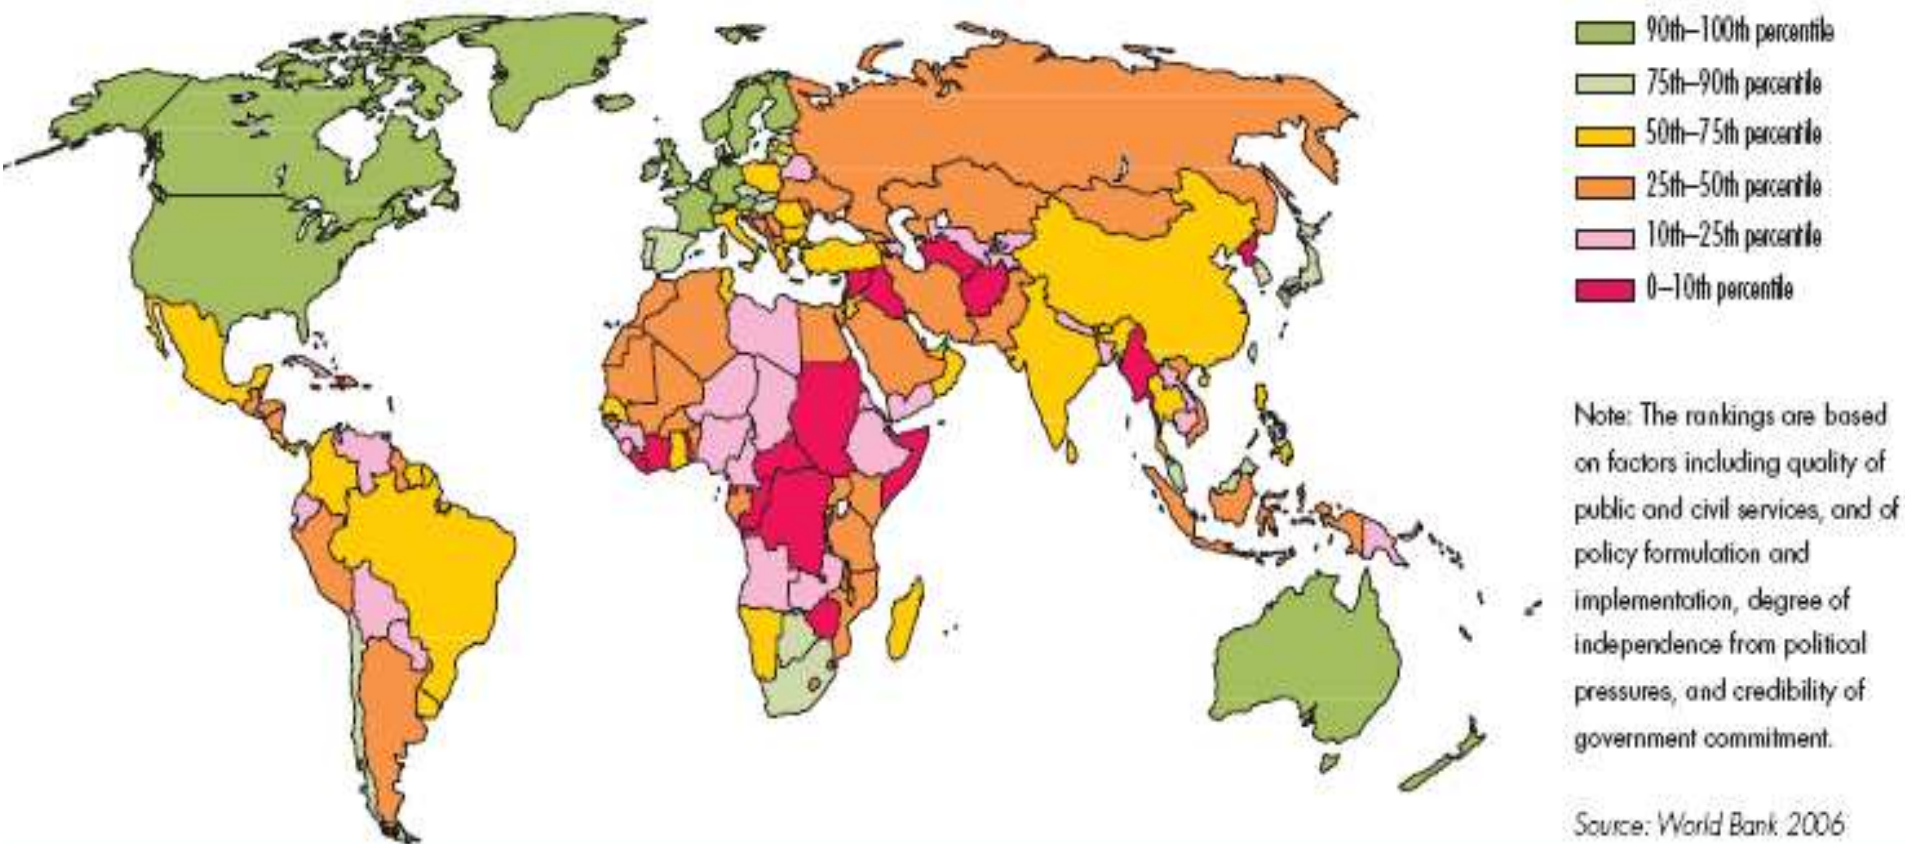 90th–100th percentile
75th–90th percentile
50th–75th percentile
25th–50th percentile
10th–25th percentile
0–10th percentile
Note: The rankings are based
on factors including quality of
public and civil services, and of
policy formulation and
implementation, degree of
independence from political
pressures, and credibility of
government commitment.
Source: World Bank 2006